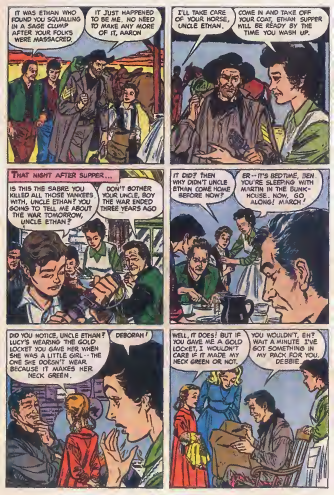 IT WAS ETHAN WHO
FOUND YOU SQUALLING
IN A SAGE CLUMP
AFTER YOUR FOLKS
WERE MASSACRED.
IT JUST HAPPENED
TO BE ME. NO NEED
TO MAKE ANY MORE
OF IT, AARON
I'LL TAKE CARE
OF YOUR HORSE,
UNCLE ETHAN.
COME IN AND TAKE OFF
YOUR COAT, ETHAN. SUPPER
WILL BE READY BY THE
TIME YOU WASH UP.
THAT NIGHT AFTER SUPPER...
IS THIS THE SABRE YOU
KILLED ALL THOSE YANKEES
WITH, UNCLE ETHAN? YOU
GOING TO TELL ME ABOUT
THE WAR TOMORROW,
UNCLE ETHAN?
DON'T BOTHER
YOUR UNCLE, BOY
THE WAR ENDED
THREE YEARS AGO
IT DID? THEN
WHY DIDN'T UNCLE
ETHAN COME HOME
BEFORE NOW?
ER--IT'S BEDTIME, BEN
YOU'RE SLEEPING WITH
MARTIN IN THE BUNK-
HOUSE. NOW, GO
ALONG! MARCH!
DID YOU NOTICE, UNCLE ETHAN?
LUCY'S WEARING THE GOLD
LOCKET YOU GAVE HER WHEN
SHE WAS A LITTLE GIRL--THE
ONE SHE DOESN'T WEAR
BECAUSE IT MAKES HER
NECK GREEN.
DEBORAH!
WELL, IT DOES! BUT IF
YOU GAVE ME A GOLD
LOCKET, I WOULDN'T
CARE IF IT MADE MY
NECK GREEN OR NOT.
YOU WOULDN'T, EH?
WAIT A MINUTE I'VE
GOT SOMETHING IN
MY PACK FOR YOU,
DEBBIE.